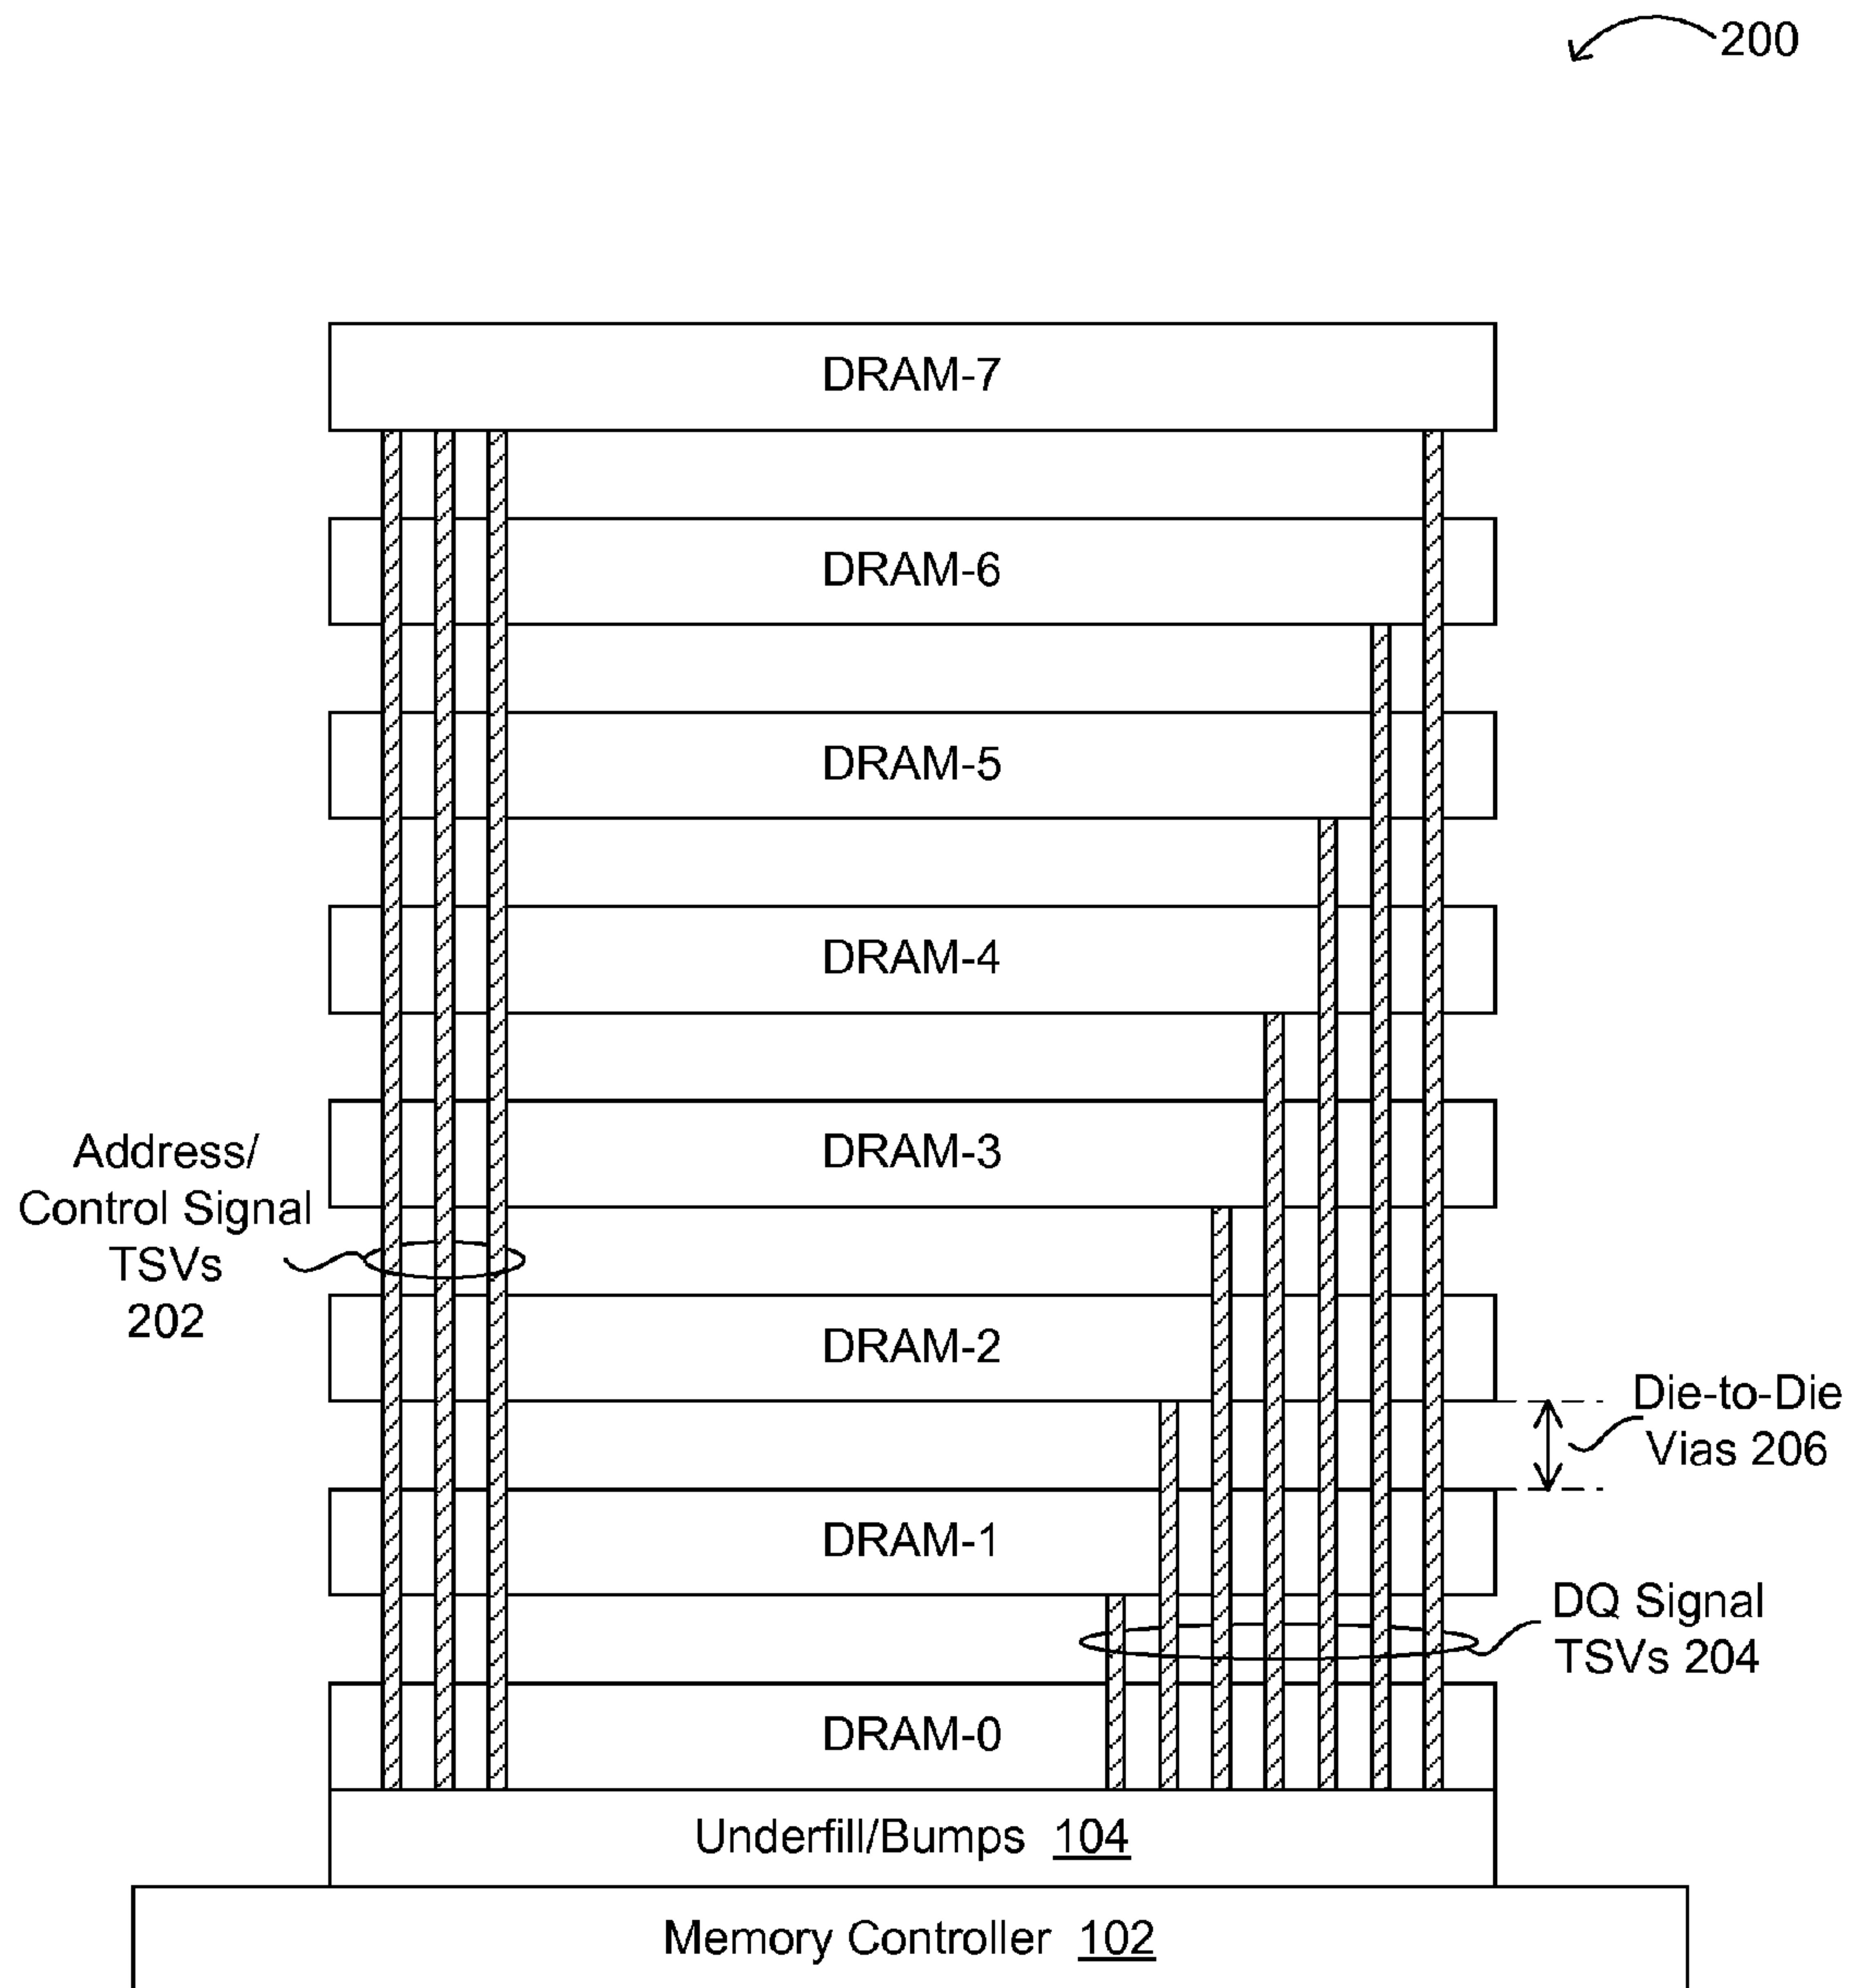 200
DRAM-7
DRAM-6
DRAM-5
DRAM-4
DRAM-3
Address/
Control Signal
TSVs
202
DRAM-2
Die-to-Die
Vias 206
DRAM-1
DQ Signal
TSVs 204
DRAM-0
Underfill/Bumps 104
Memory Controller 102